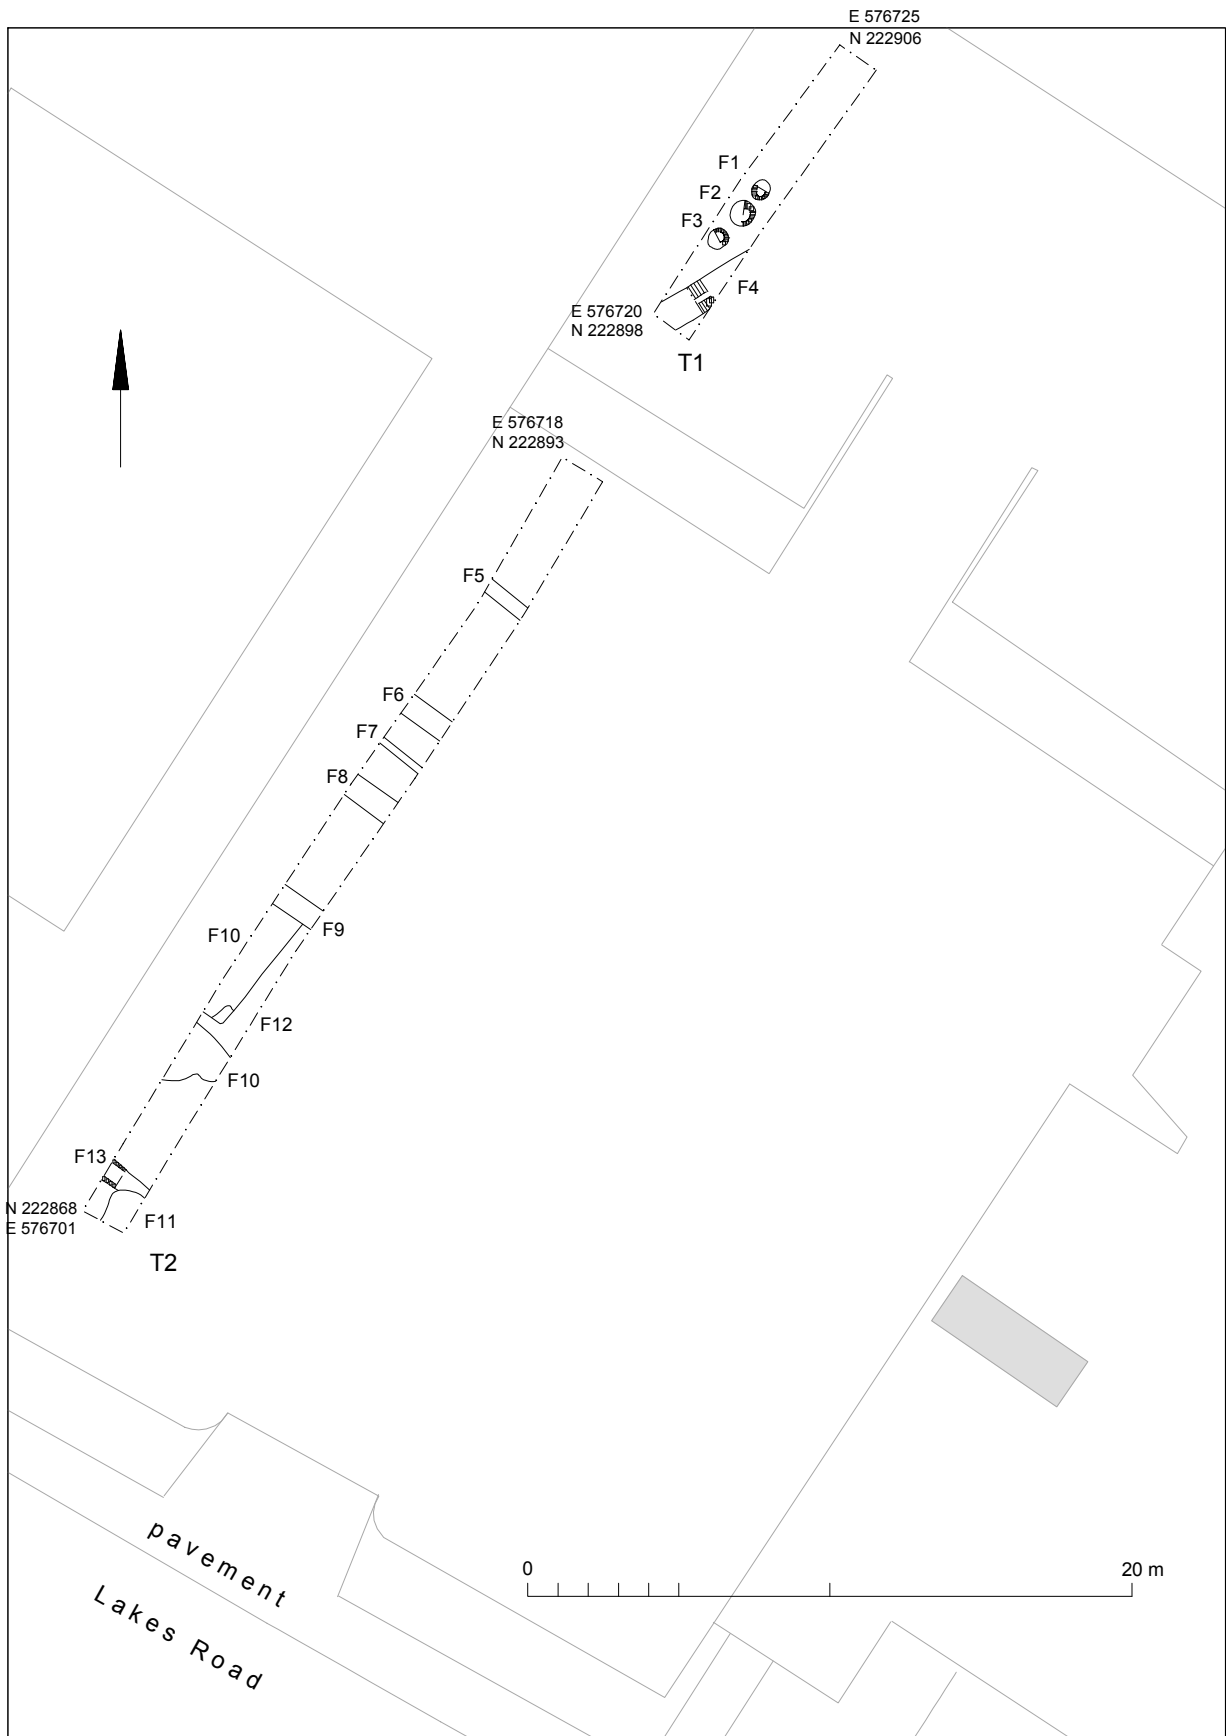 E 576725
N 222906
F1
F2
F3
F4
E 576720
N 222898
T1
E 576718
N 222893
F5
F6
F7
F8
F9
F10
F12
F10
F13
N 222868
E 576701
F11
T2
pavement
Lakes Road
0
20 m